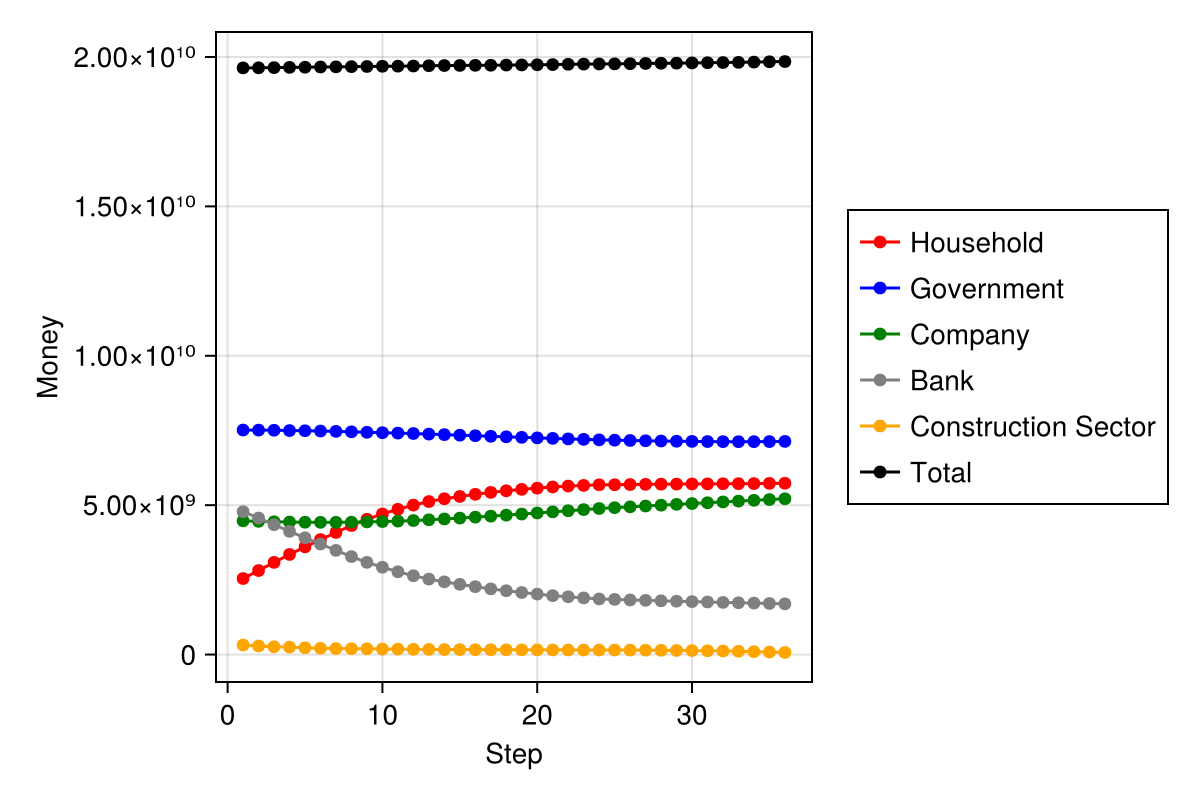 2.00×10¹⁰
1.50×10¹⁰
1.00×10¹⁰
5.00×10⁹
0
Money
0 10 20 30
Step
Household
Government
Company
Bank
Construction Sector
Total